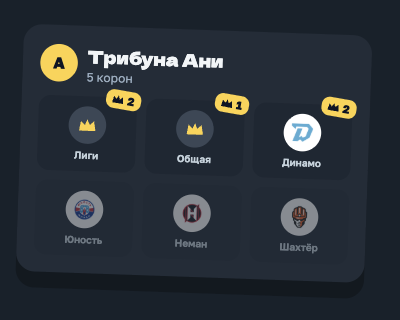 А
Трибуна Ани
5 корон
2
1
2
Лиги
Общая
Динамо
Юность
Неман
Шахтёр